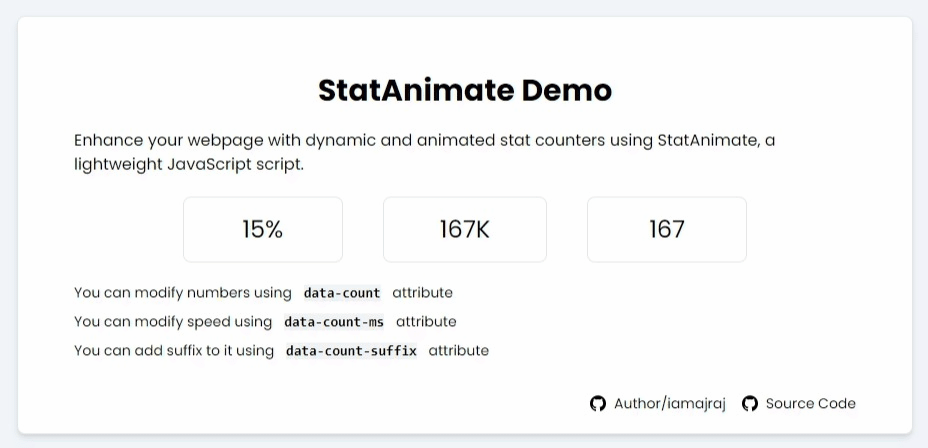 StatAnimate Demo
Enhance your webpage with dynamic and animated stat counters using StatAnimate, a
lightweight JavaScript script.
15%
167K
167
You can modify numbers using data-count attribute
You can modify speed using data-count-ms attribute
You can add suffix to it using data-count-suffix attribute
Author/iamajraj Source Code